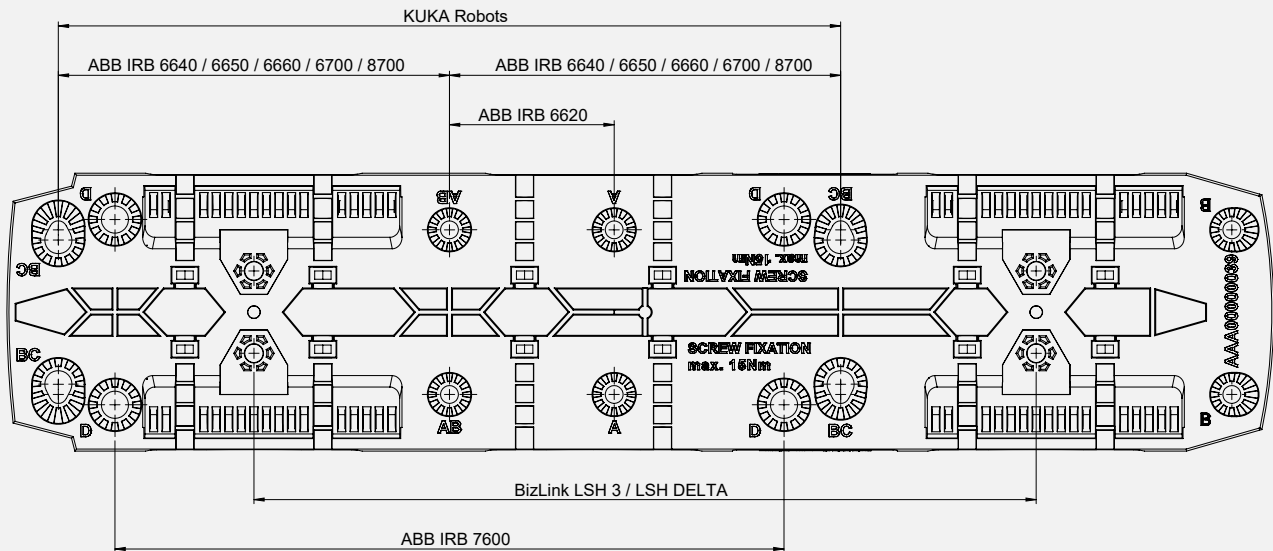 KUKA Robots
ABB IRB 6640 / 6650 / 6660 / 6700 / 8700
ABB IRB 6640 / 6650 / 6660 / 6700 / 8700
ABB IRB 6620
D
AB
A
D
BC
B
BC
SCREW FIXATION
max. 15Nm
AAA00000039
BC
SCREW FIXATION
max. 15Nm
D
AB
A
D
BC
B
BizLink LSH 3 / LSH DELTA
ABB IRB 7600